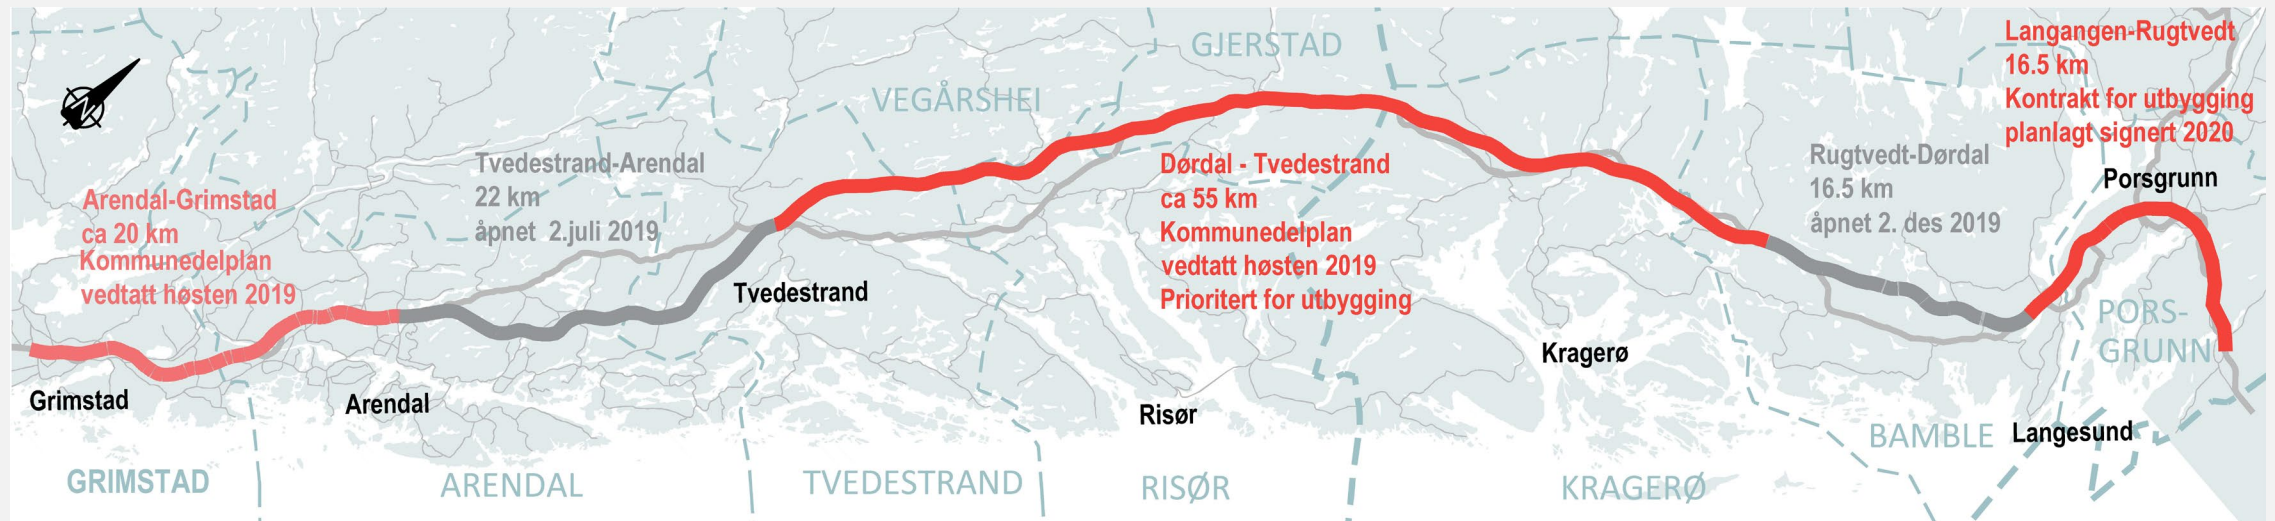 GJERSTAD
VEGÅRSHEI
Langangen-Rugtvedt
16.5 km
Kontrakt for utbygging
planlagt signert 2020
Tvedestrand-Arendal
22 km
åpnet 2.juli 2019
Dørdal - Tvedestrand
ca 55 km
Kommunedelplan
vedtatt høsten 2019
Prioritert for utbygging
Rugtvedt-Dørdal
16.5 km
åpnet 2. des 2019
Porsgrunn
Arendal-Grimstad
ca 20 km
Kommunedelplan
vedtatt høsten 2019
Tvedestrand
PORS-
GRUNN
Kragerø
Grimstad
Arendal
Risør
BAMBLE
Langesund
GRIMSTAD
ARENDAL
TVEDESTRAND
RISØR
KRAGERØ